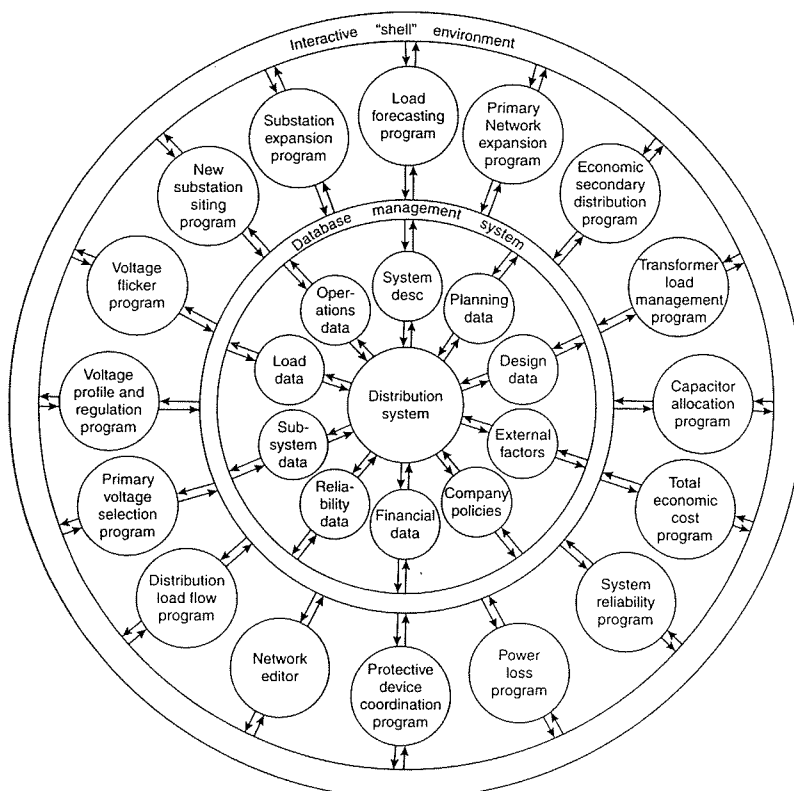 Interactive "shell" environment
Load
forecasting
program
Primary
Network
expansion
program
Economic
secondary
distribution
program
Transformer
load
management
program
Capacitor
allocation
program
Total
economic
cost program
System
reliability
program
Power
loss
program
Protective
device
coordination
program
Network
editor
Distribution
load flow
program
Primary
voltage
selection
program
Voltage
profile and
regulation
program
Voltage
flicker
program
New
substation
siting
program
Substation
expansion
program
Database management system
System
desc
Planning
data
Design
data
External
factors
Company
policies
Financial
data
Relia-
bility
data
Sub-
system
data
Load
data
Oper-
ations
data
Distribution
system